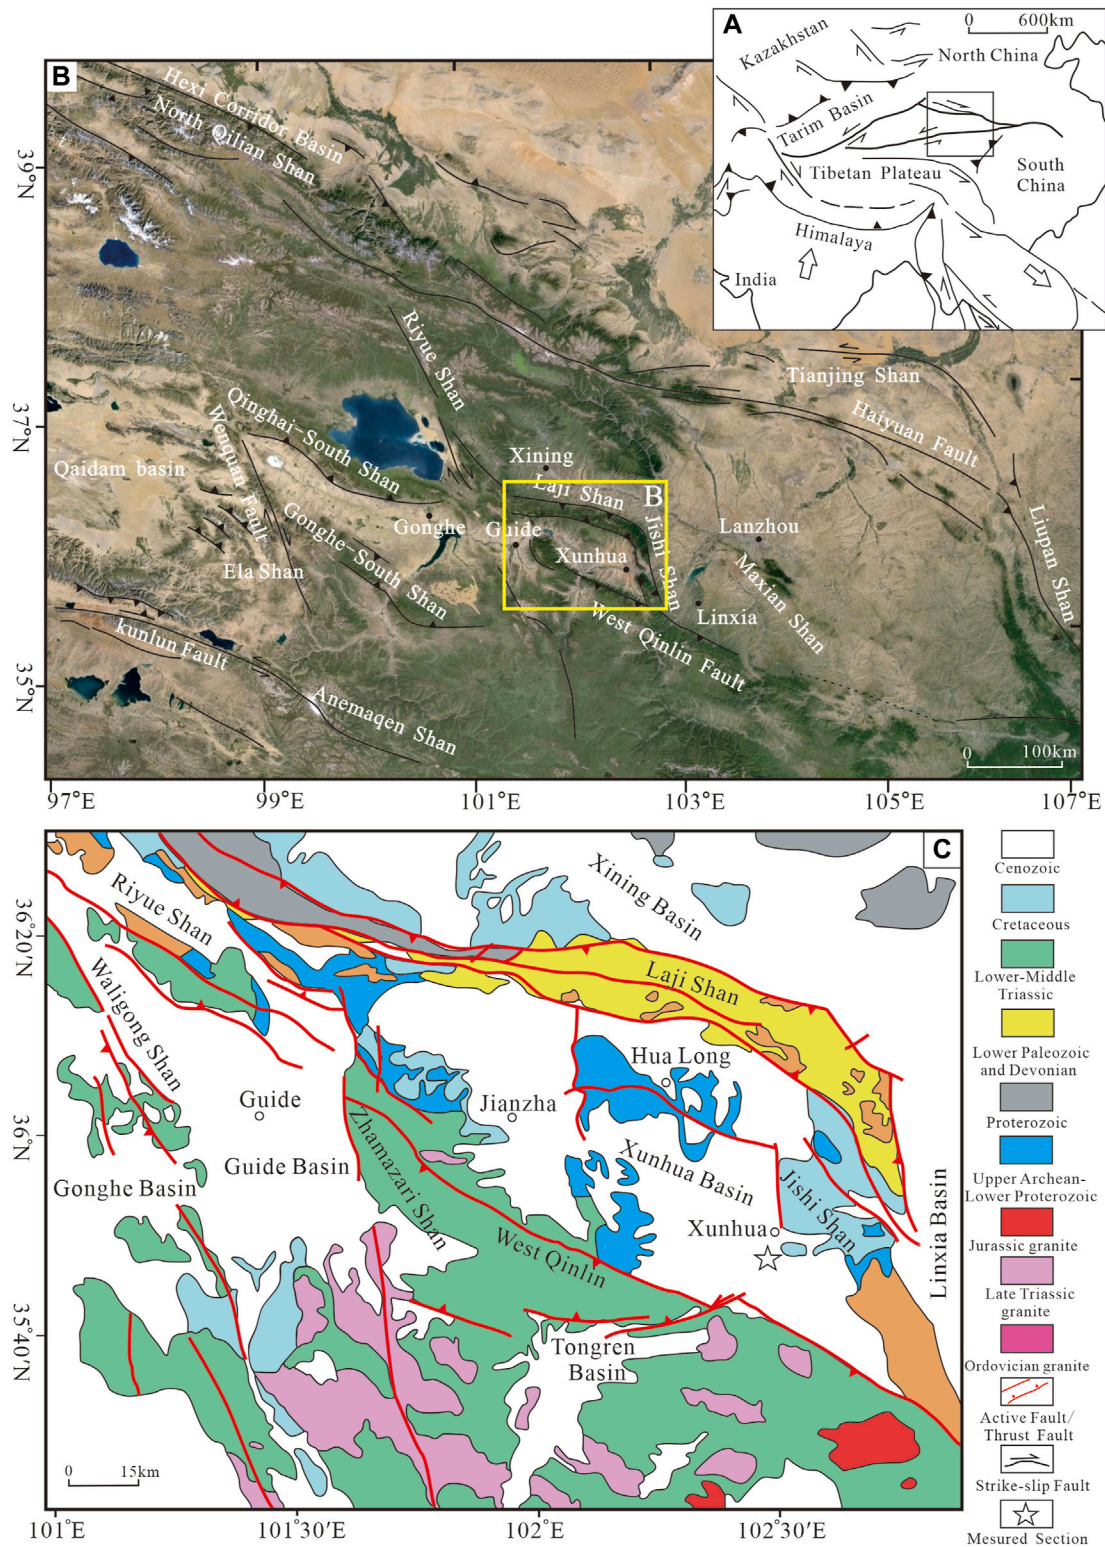 A
0 600km
Kazakhstan
North China
Tarim Basin
Tibetan Plateau
South
China
Himalaya
India
B
Hexi Corridor Basin
North Qilian Shan
39°N
Riyue Shan
Tianjing Shan
Haiyuan Fault
37°N
Qinghai-South Shan
Wenquan Fault
Qaidam basin
Xining
Laji Shan
B
Gonghe
Guide
Lanzhou
Gonghe-South Shan
Xunhua
Jishi Shan
Liupan Shan
Ela Shan
Maxian Shan
Linxia
West Qinlin Fault
kunlun Fault
35°N
Anemaqen Shan
0 100km
97°E 99°E 101°E 103°E 105°E 107°E
C
Xining Basin
36°20′N
Riyue Shan
Laji Shan
Waligong Shan
Hua Long
Guide
Jianzha
36°N
Zhamazari Shan
Guide Basin
Xunhua Basin
Gonghe Basin
Jishi Shan
Xunhua
West Qinlin
Linxia Basin
35°40′N
Tongren
Basin
0 15km
101°E 101°30′E 102°E 102°30′E
Cenozoic
Cretaceous
Lower-Middle
Triassic
Lower Paleozoic
and Devonian
Proterozoic
Upper Archean-
Lower Proterozoic
Jurassic granite
Late Triassic
granite
Ordovician granite
Active Fault/
Thrust Fault
Strike-slip Fault
Mesured Section